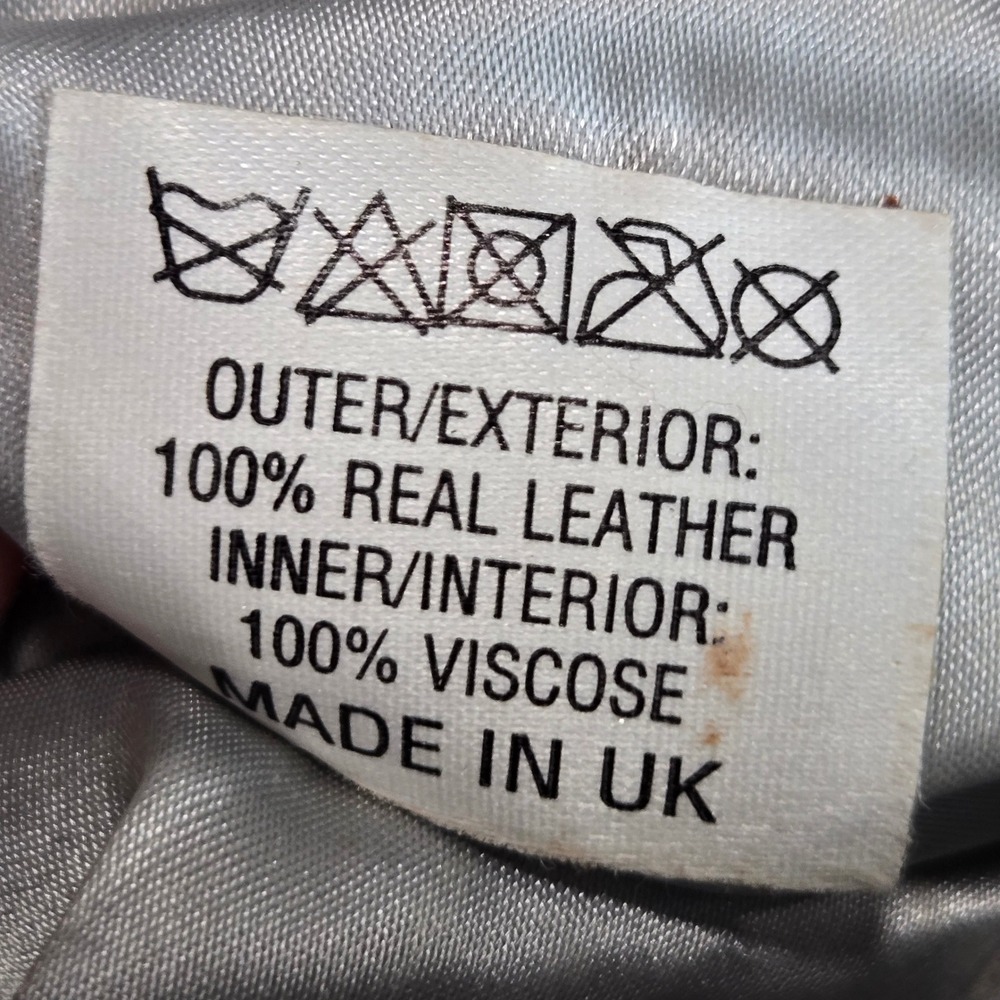 OUTER/EXTERIOR:
100% REAL LEATHER
INNER/INTERIOR:
100% VISCOSE
MADE IN UK